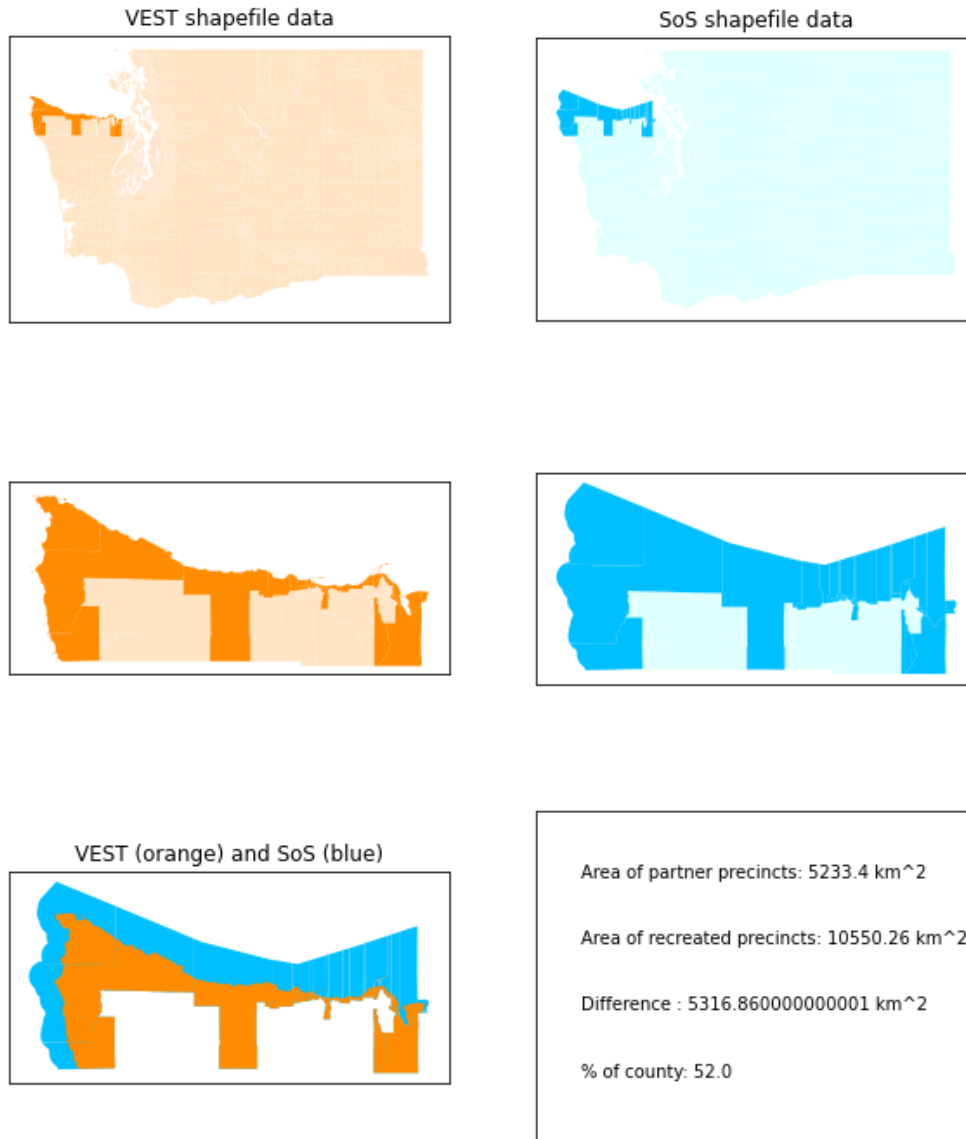 VEST shapefile data
SoS shapefile data
VEST (orange) and SoS (blue)
Area of partner precincts: 5233.4 km^2
Area of recreated precincts: 10550.26 km^2
Difference : 5316.860000000001 km^2
% of county: 52.0